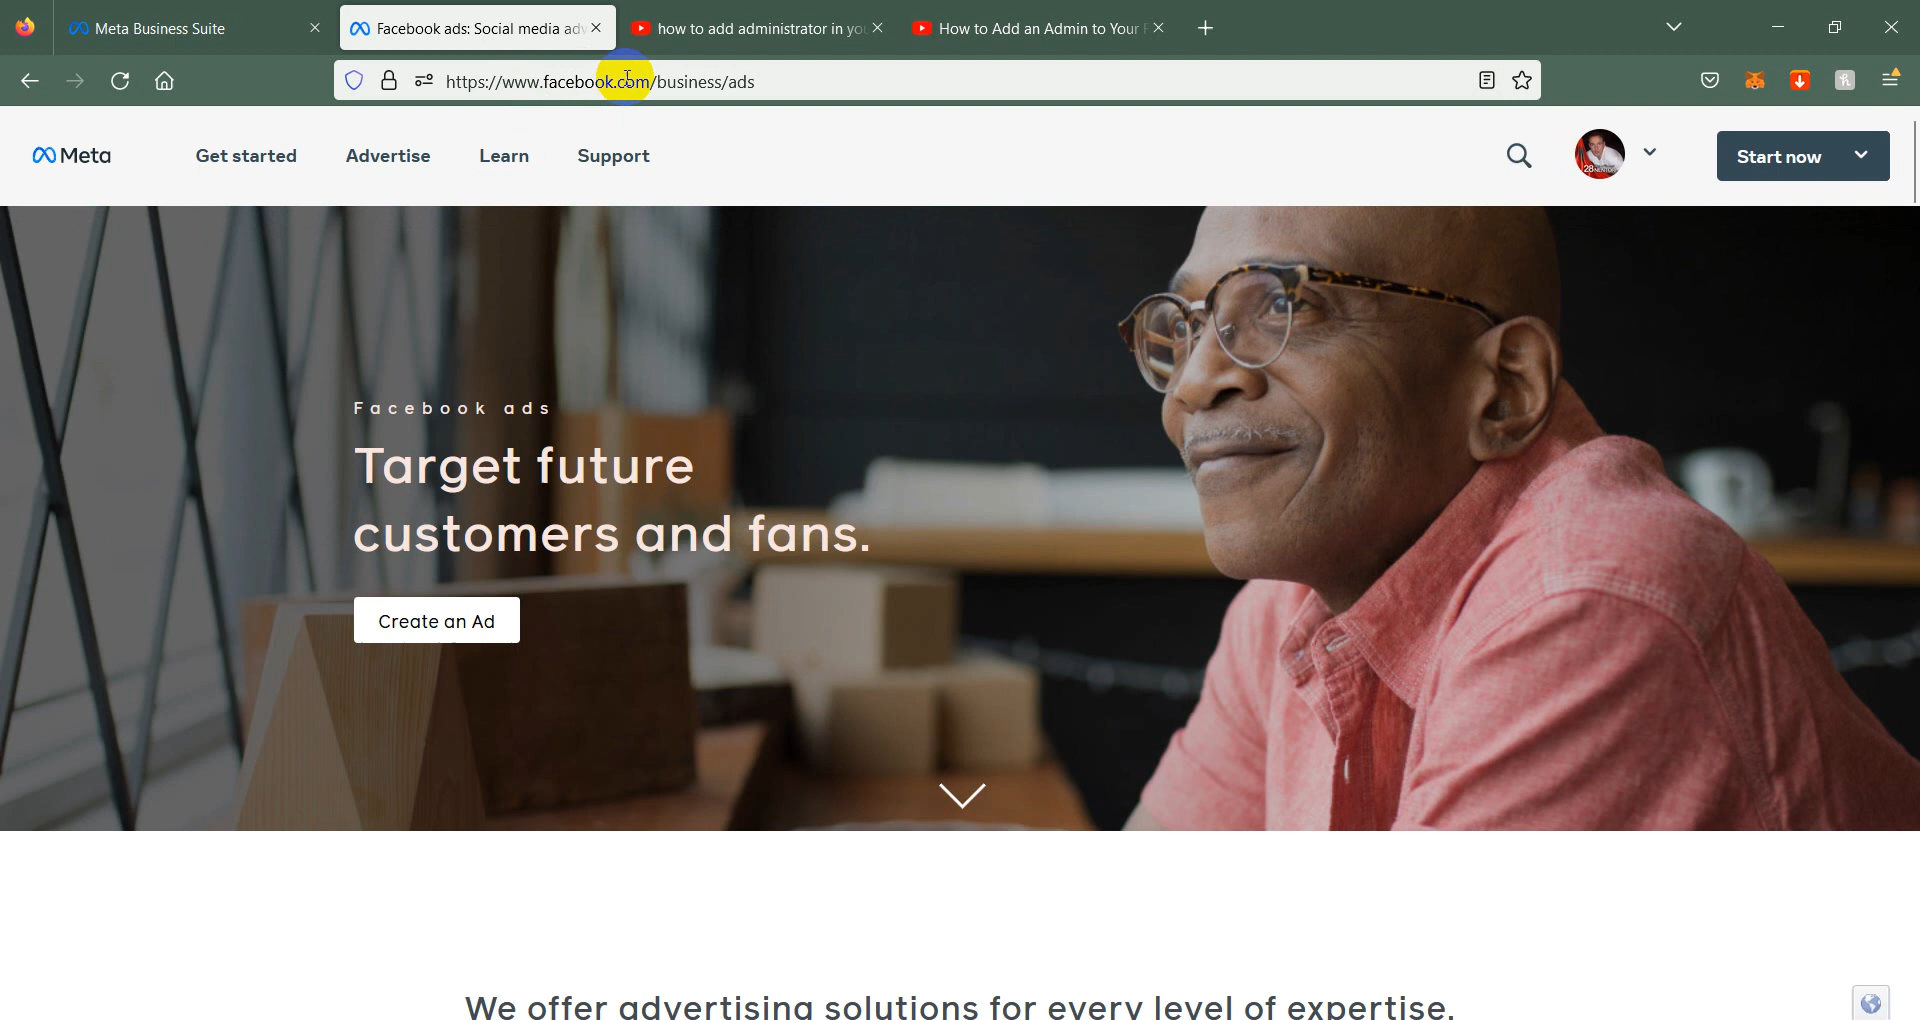 Meta Business Suite
Facebook ads: Social media adv
how to add administrator in you
How to Add an Admin to Your F
https://www.facebook.com/business/ads
Meta
Get started
Advertise
Learn
Support
28
Start now
Facebook ads
Target future
customers and fans.
Create an Ad
We offer advertising solutions for every level of expertise.